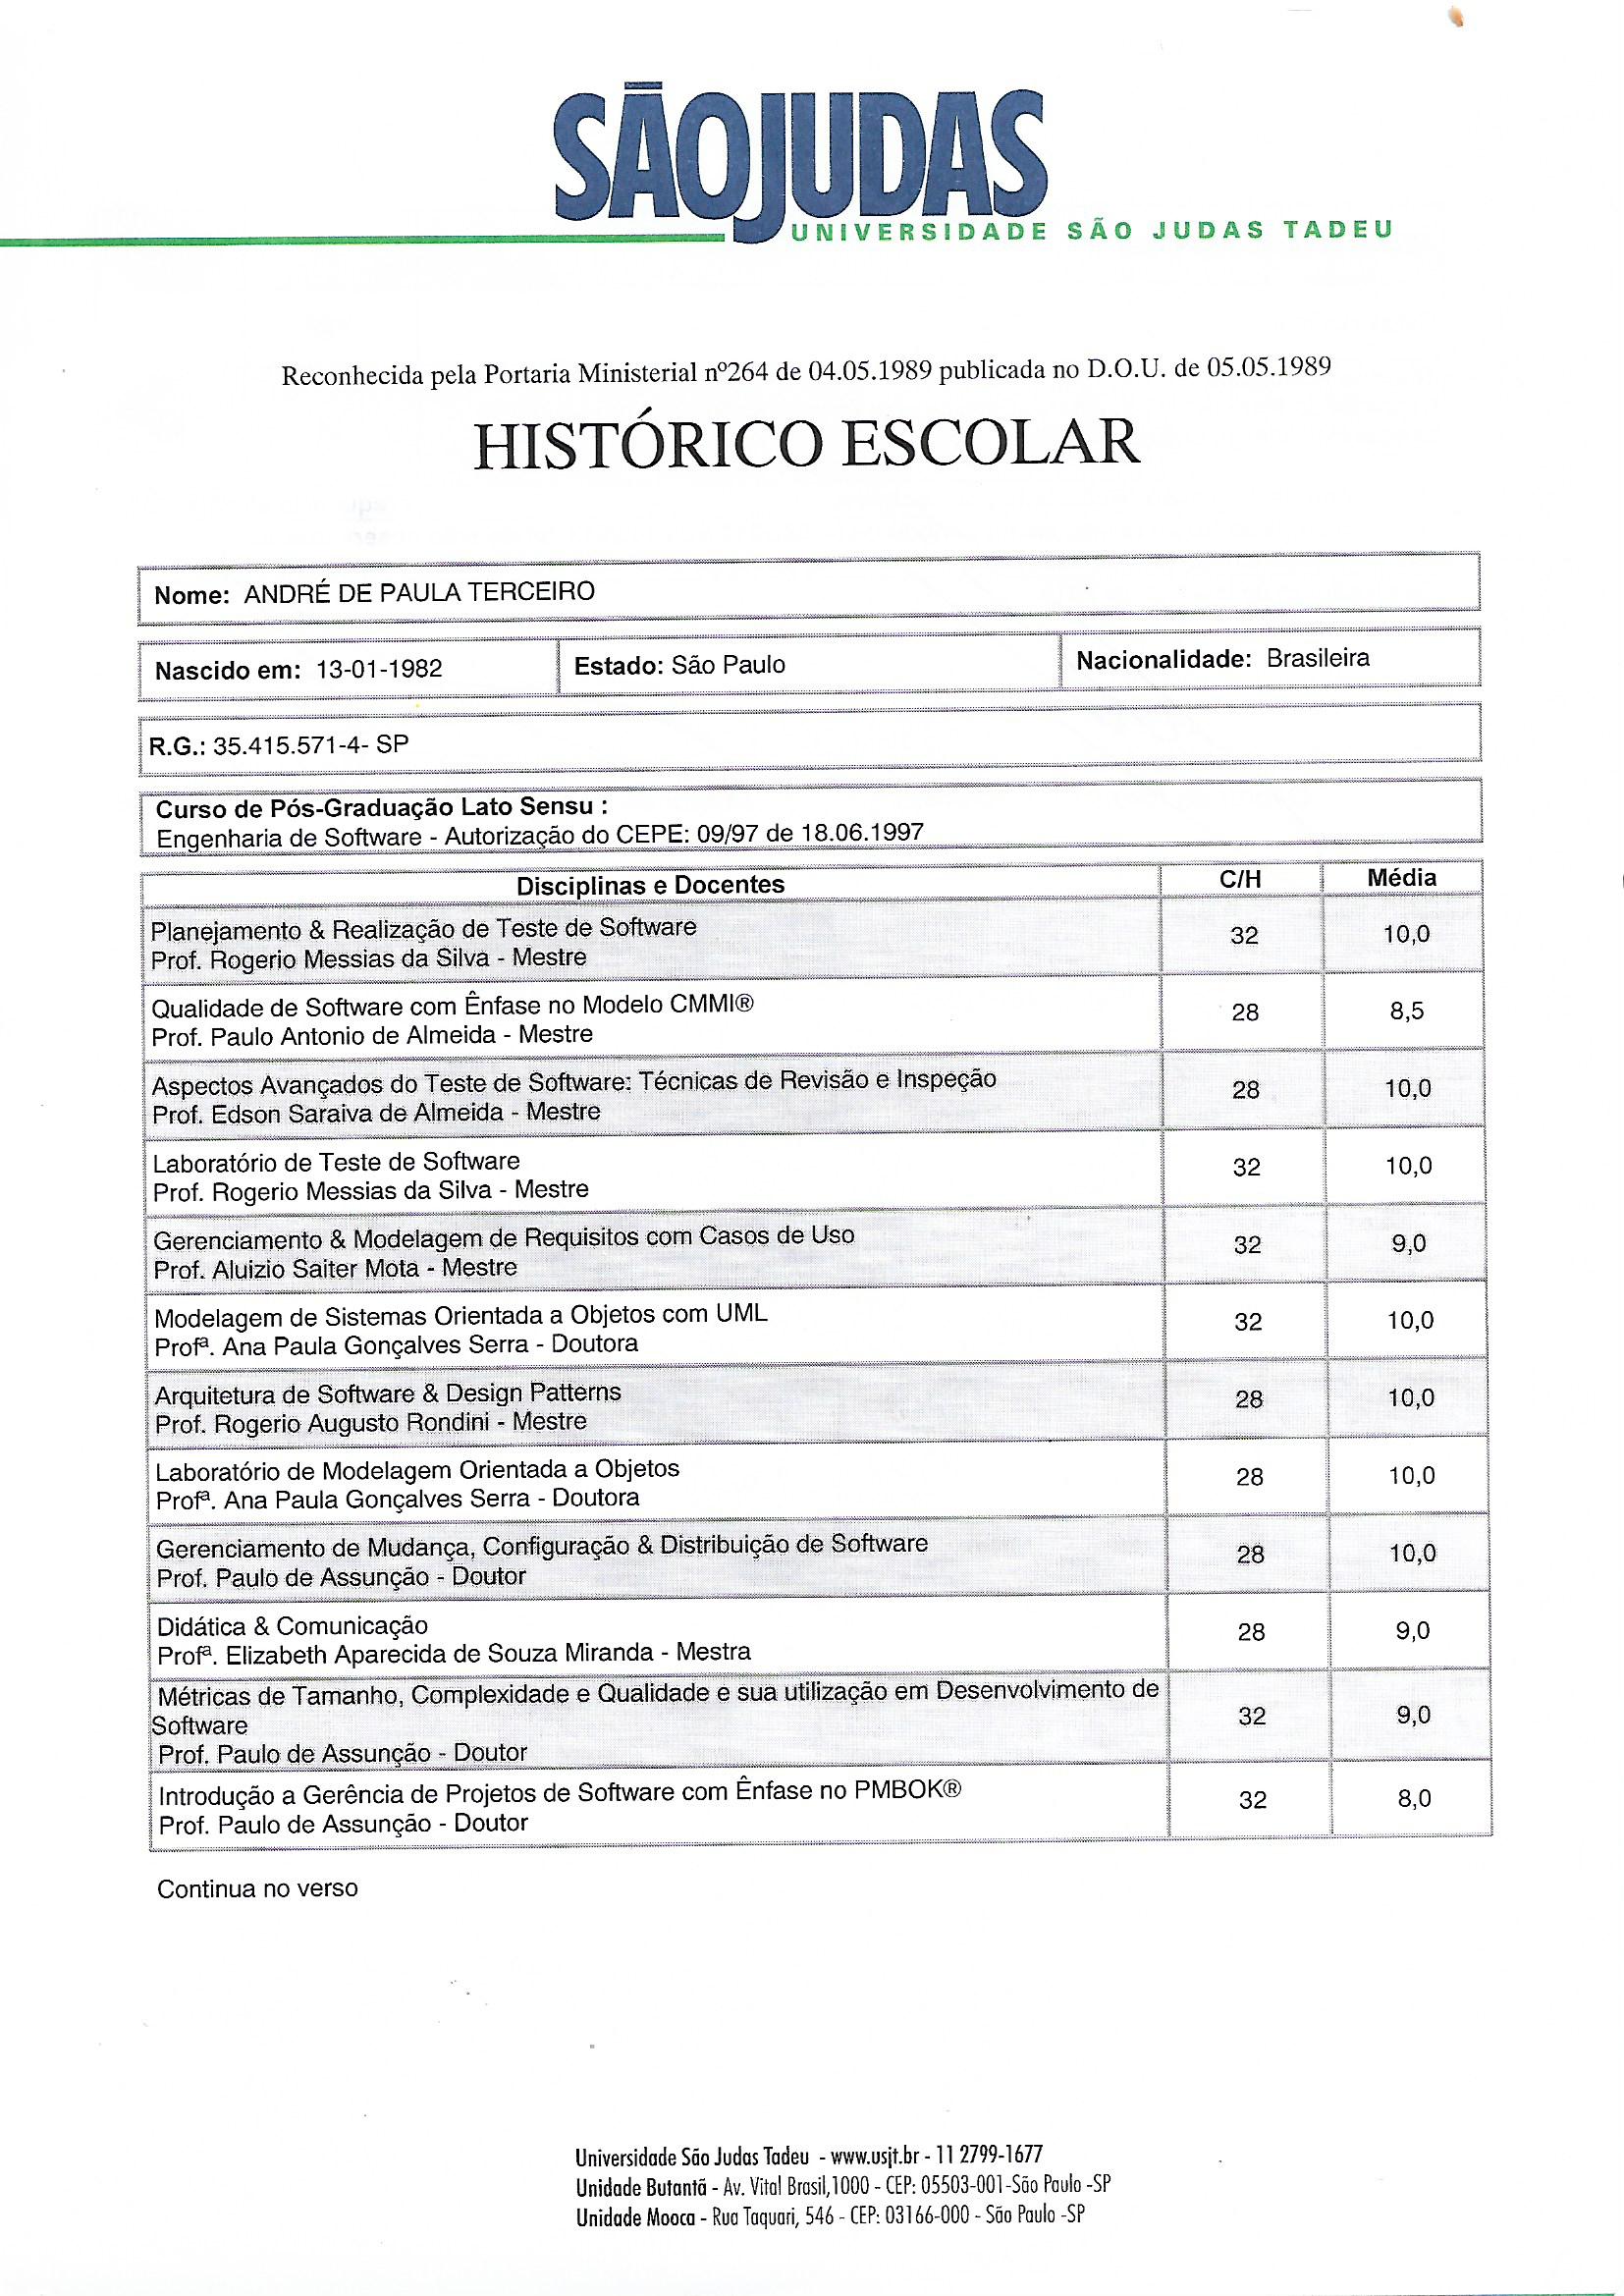 SÃOJUDAS
UNIVERSIDADE SÃO JUDAS TADEU
Reconhecida pela Portaria Ministerial nº264 de 04.05.1989 publicada no D.O.U. de 05.05.1989
HISTÓRICO ESCOLAR
Nome: ANDRÉ DE PAULA TERCEIRO
Nascido em: 13-01-1982 Estado: São Paulo Nacionalidade: Brasileira
R.G.: 35.415.571-4- SP
Curso de Pós-Graduação Lato Sensu :
Engenharia de Software - Autorização do CEPE: 09/97 de 18.06.1997
Disciplinas e Docentes C/H Média
Planejamento & Realização de Teste de Software 32 10,0
Prof. Rogerio Messias da Silva - Mestre
Qualidade de Software com Ênfase no Modelo CMMI® 28 8,5
Prof. Paulo Antonio de Almeida - Mestre
Aspectos Avançados do Teste de Software: Técnicas de Revisão e Inspeção 28 10,0
Prof. Edson Saraiva de Almeida - Mestre
Laboratório de Teste de Software 32 10,0
Prof. Rogerio Messias da Silva - Mestre
Gerenciamento & Modelagem de Requisitos com Casos de Uso 32 9,0
Prof. Aluizio Saiter Mota - Mestre
Modelagem de Sistemas Orientada a Objetos com UML 32 10,0
Profª. Ana Paula Gonçalves Serra - Doutora
Arquitetura de Software & Design Patterns 28 10,0
Prof. Rogerio Augusto Rondini - Mestre
Laboratório de Modelagem Orientada a Objetos 28 10,0
Profª. Ana Paula Gonçalves Serra - Doutora
Gerenciamento de Mudança, Configuração & Distribuição de Software 28 10,0
Prof. Paulo de Assunção - Doutor
Didática & Comunicação 28 9,0
Profª. Elizabeth Aparecida de Souza Miranda - Mestra
Métricas de Tamanho, Complexidade e Qualidade e sua utilização em Desenvolvimento de
Software 32 9,0
Prof. Paulo de Assunção - Doutor
Introdução a Gerência de Projetos de Software com Ênfase no PMBOK® 32 8,0
Prof. Paulo de Assunção - Doutor
Continua no verso
Universidade São Judas Tadeu - www.usjt.br - 11 2799-1677
Unidade Butantã - Av. Vital Brasil,1000 - CEP: 05503-001-São Paulo -SP
Unidade Mooca - Rua Taquari, 546 - CEP: 03166-000 - São Paulo -SP